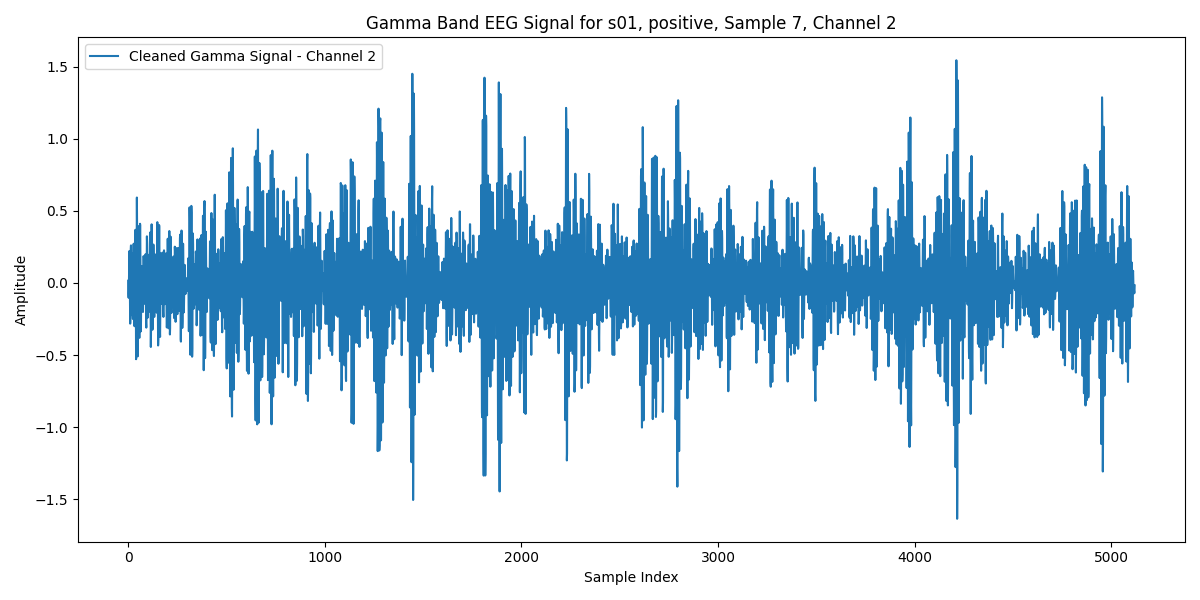 Gamma Band EEG Signal for s01, positive, Sample 7, Channel 2
Cleaned Gamma Signal - Channel 2
1.5
1.0
0.5
0.0
−0.5
−1.0
−1.5
Amplitude
0 1000 2000 3000 4000 5000
Sample Index